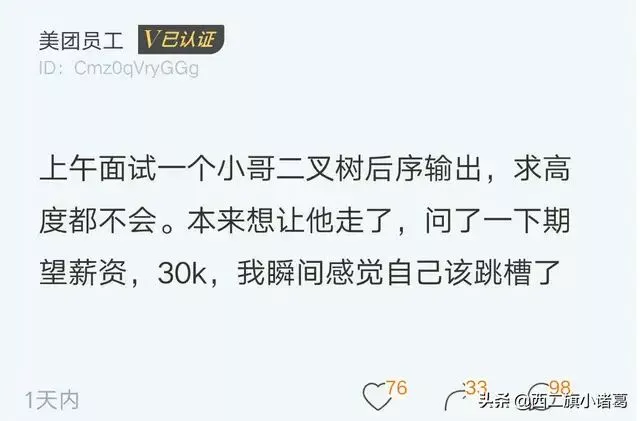 美团员工 V已认证
ID：Cmz0qVryGGg
上午面试一个小哥二叉树后序输出，求高
度都不会。本来想让他走了，问了一下期
望薪资，30k，我瞬间感觉自己该跳槽了
1天内 76 33 98
头条@西二旗小诸葛